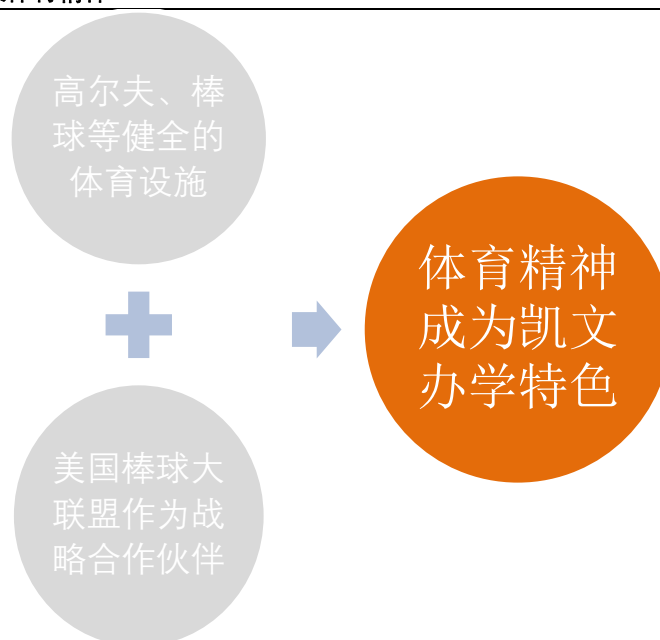 高尔夫、棒
球等健全的
体育设施
体育精神
成为凯文
办学特色
美国棒球大
联盟作为战
略合作伙伴